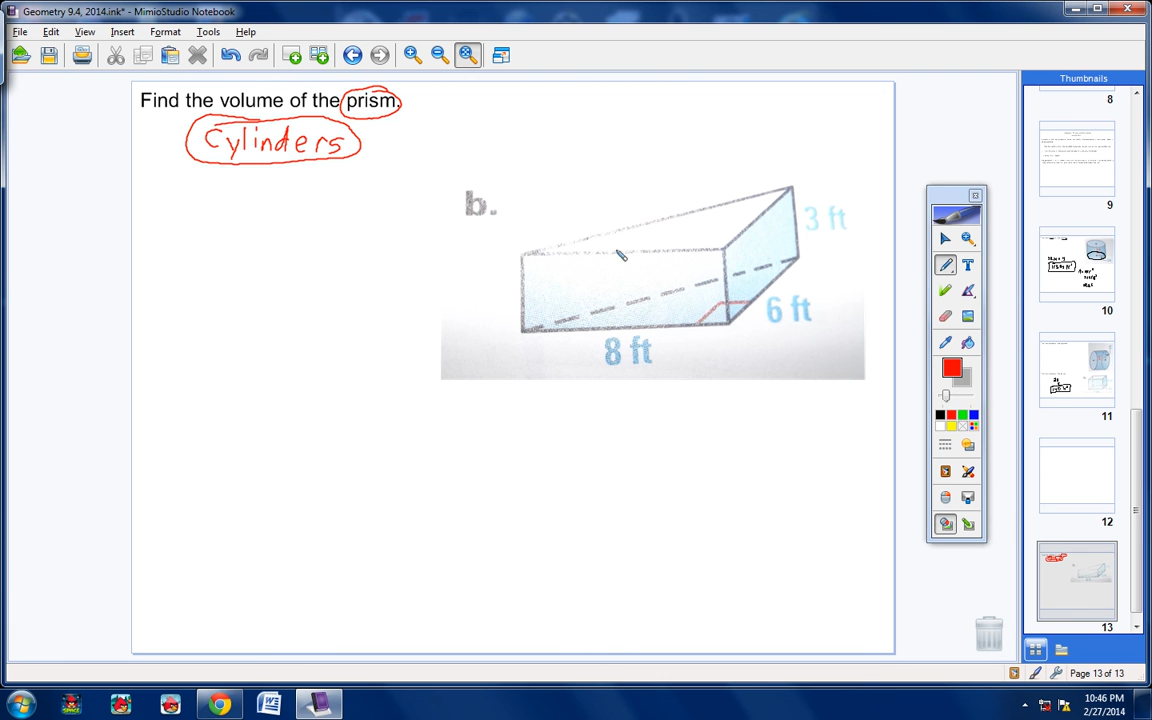 Geometry 9.4, 2014.ink* - MimioStudio Notebook
File Edit View Insert Format Tools Help
Thumbnails
Find the volume of the prism.
Cylinders
b.
3 ft
6 ft
8 ft
8
9
10
11
12
13
Page 13 of 13
10:46 PM
2/27/2014